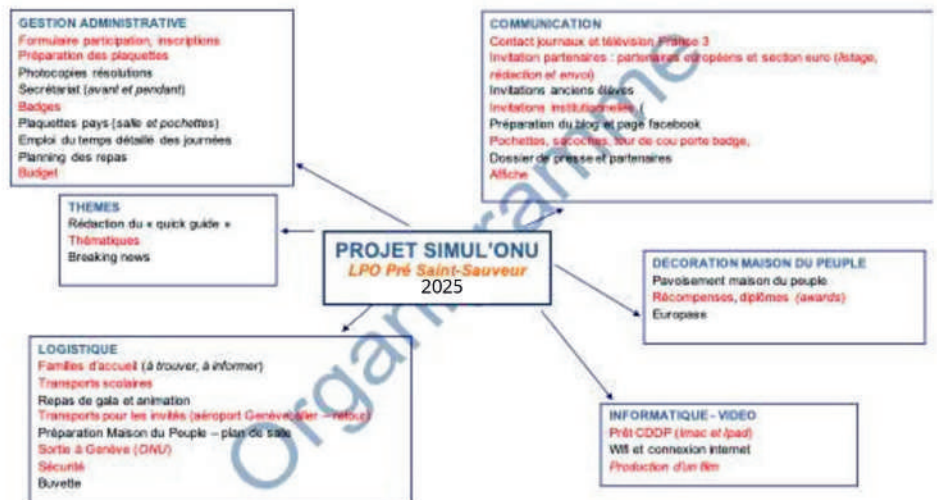 GESTION ADMINISTRATIVE
Formulaire participation, inscriptions
Préparation des plaquettes
Photocopies résolutions
Secrétariat (avant et pendant)
Badges
Plaquettes pays (salle et pochettes)
Emploi du temps détaillé des journées
Planning des repas
Budget
COMMUNICATION
Contact journaux et télévision France 3
Invitation partenaires : partenaires européens et section euro (listage,
rédaction et envoi)
Invitations anciens élèves
Invitations institutionnelles (
Préparation du blog et page facebook
Pochettes, sacoches, tour de cou porte badge,
Dossier de presse et partenaires
Affiche
THEMES
Rédaction du « quick guide »
Thématiques
Breaking news
PROJET SIMUL'ONU
LPO Pré Saint-Sauveur
2025
DECORATION MAISON DU PEUPLE
Pavoisement maison du peuple
Récompenses, diplômes (awards)
Europass
LOGISTIQUE
Familles d'accueil (à trouver, à informer)
Transports scolaires
Repas de gala et animation
Transports pour les invités (aéroport Genève aller – retour)
Préparation Maison du Peuple – plan de salle
Sortie à Genève (ONU)
Sécurité
Buvette
INFORMATIQUE - VIDEO
Prêt CDDP (imac et ipad)
Wifi et connexion internet
Production d'un film
Organigramme